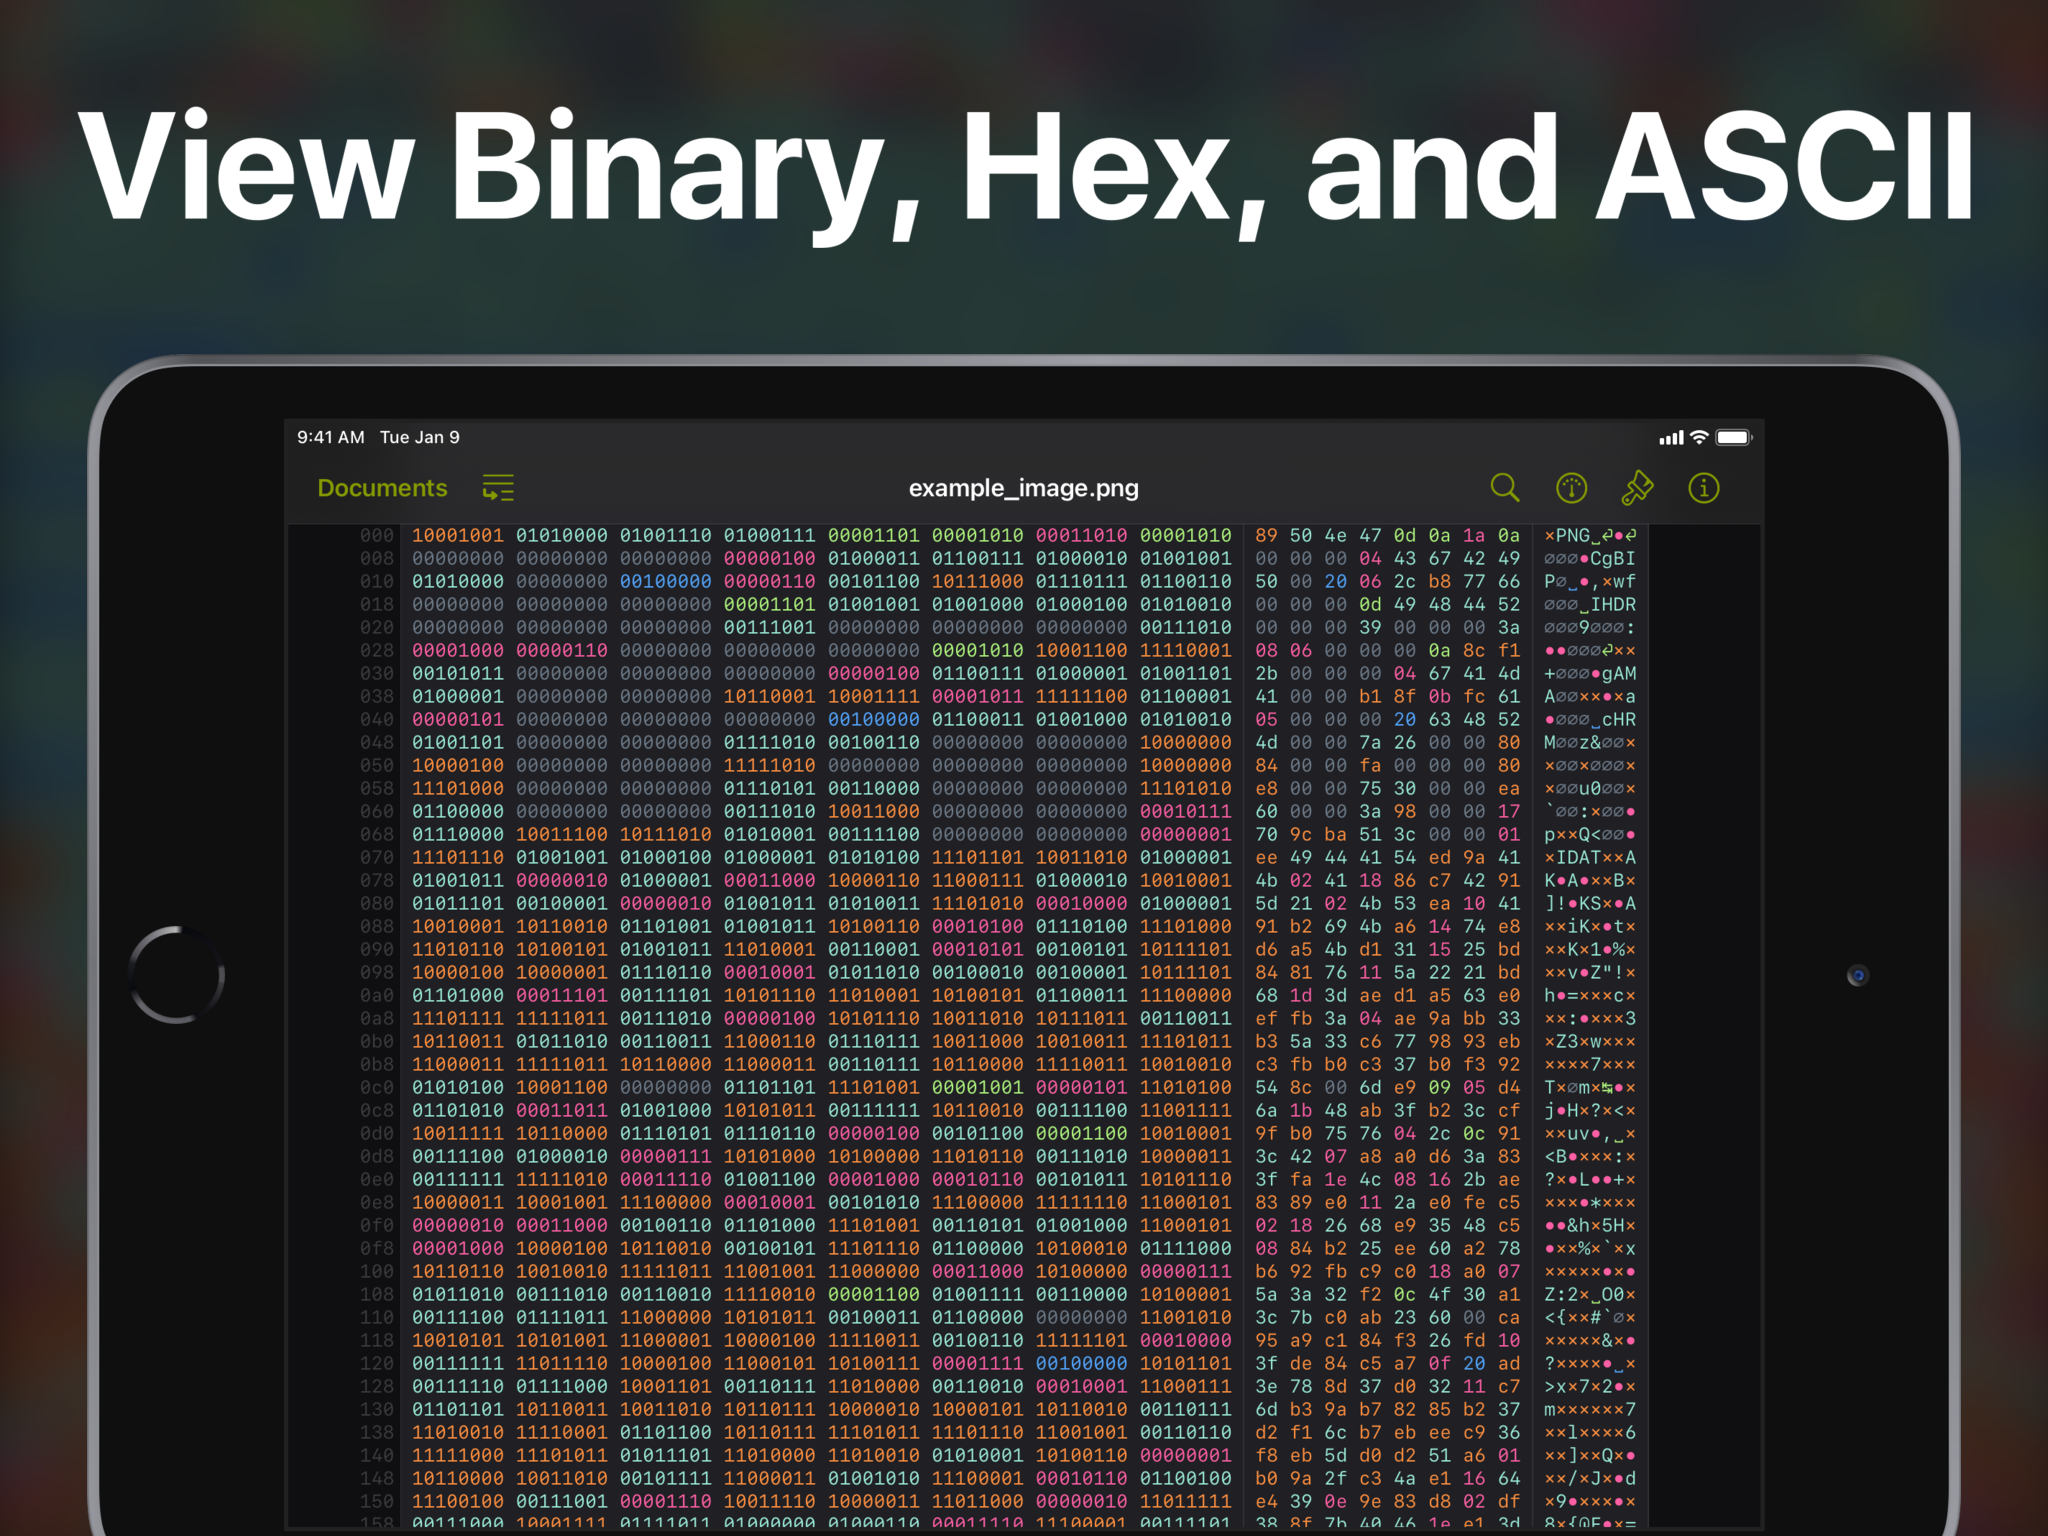 View Binary, Hex, and ASCII
9:41 AM Tue Jan 9
Documents
example_image.png
000 10001001 01010000 01001110 01000111 00001101 00001010 00011010 00001010 89 50 4e 47 0d 0a 1a 0a ×PNG␣⏎•⏎
008 00000000 00000000 00000000 00000100 01000011 01100111 01000010 01001001 00 00 00 04 43 67 42 49 ∅∅∅•CgBI
010 01010000 00000000 00100000 00000110 00101100 10111000 01110111 01100110 50 00 20 06 2c b8 77 66 P∅␣•,×wf
018 00000000 00000000 00000000 00001101 01001001 01001000 01000100 01010010 00 00 00 0d 49 48 44 52 ∅∅∅␣IHDR
020 00000000 00000000 00000000 00111001 00000000 00000000 00000000 00111010 00 00 00 39 00 00 00 3a ∅∅∅9∅∅∅:
028 00001000 00000110 00000000 00000000 00000000 00001010 10001100 11110001 08 06 00 00 00 0a 8c f1 ••∅∅∅⏎××
030 00101011 00000000 00000000 00000000 00000100 01100111 01000001 01001101 2b 00 00 00 04 67 41 4d +∅∅∅•gAM
038 01000001 00000000 00000000 10110001 10001111 00001011 11111100 01100001 41 00 00 b1 8f 0b fc 61 A∅∅××•×a
040 00000101 00000000 00000000 00000000 00100000 01100011 01001000 01010010 05 00 00 00 20 63 48 52 •∅∅∅␣cHR
048 01001101 00000000 00000000 01111010 00100110 00000000 00000000 10000000 4d 00 00 7a 26 00 00 80 M∅∅z&∅∅×
050 10000100 00000000 00000000 11111010 00000000 00000000 00000000 10000000 84 00 00 fa 00 00 00 80 ×∅∅×∅∅∅×
058 11101000 00000000 00000000 01110101 00110000 00000000 00000000 11101010 e8 00 00 75 30 00 00 ea ×∅∅u0∅∅×
060 01100000 00000000 00000000 00111010 10011000 00000000 00000000 00010111 60 00 00 3a 98 00 00 17 `∅∅:×∅∅•
068 01110000 10011100 10111010 01010001 00111100 00000000 00000000 00000001 70 9c ba 51 3c 00 00 01 p××Q<∅∅•
070 11101110 01001001 01000100 01000001 01010100 11101101 10011010 01000001 ee 49 44 41 54 ed 9a 41 ×IDAT××A
078 01001011 00000010 01000001 00011000 10000110 11000111 01000010 10010001 4b 02 41 18 86 c7 42 91 K•A•××B×
080 01011101 00100001 00000010 01001011 01010011 11101010 00010000 01000001 5d 21 02 4b 53 ea 10 41 ]!•KS×•A
088 10010001 10110010 01101001 01001011 10100110 00010100 01110100 11101000 91 b2 69 4b a6 14 74 e8 ××iK×•t×
090 11010110 10100101 01001011 11010001 00110001 00010101 00100101 10111101 d6 a5 4b d1 31 15 25 bd ××K×1•%×
098 10000100 10000001 01110110 00010001 01011010 00100010 00100001 10111101 84 81 76 11 5a 22 21 bd ××v•Z"!×
0a0 01101000 00011101 00111101 10101110 11010001 10100101 01100011 11100000 68 1d 3d ae d1 a5 63 e0 h•=×××c×
0a8 11101111 11111011 00111010 00000100 10101110 10011010 10111011 00110011 ef fb 3a 04 ae 9a bb 33 ××:•×××3
0b0 10110011 01011010 00110011 11000110 01110111 10011000 10010011 11101011 b3 5a 33 c6 77 98 93 eb ×Z3×w×××
0b8 11000011 11111011 10110000 11000011 00110111 10110000 11110011 10010010 c3 fb b0 c3 37 b0 f3 92 ××××7×××
0c0 01010100 10001100 00000000 01101101 11101001 00001001 00000101 11010100 54 8c 00 6d e9 09 05 d4 T×∅m×↹•×
0c8 01101010 00011011 01001000 10101011 00111111 10110010 00111100 11001111 6a 1b 48 ab 3f b2 3c cf j•H×?×<×
0d0 10011111 10110000 01110101 01110110 00000100 00101100 00001100 10010001 9f b0 75 76 04 2c 0c 91 ××uv•,␣×
0d8 00111100 01000010 00000111 10101000 10100000 11010110 00111010 10000011 3c 42 07 a8 a0 d6 3a 83 <B•×××:×
0e0 00111111 11111010 00011110 01001100 00001000 00010110 00101011 10101110 3f fa 1e 4c 08 16 2b ae ?×•L••+×
0e8 10000011 10001001 11100000 00010001 00101010 11100000 11111110 11000101 83 89 e0 11 2a e0 fe c5 ×××•*×××
0f0 00000010 00011000 00100110 01101000 11101001 00110101 01001000 11000101 02 18 26 68 e9 35 48 c5 ••&h×5H×
0f8 00001000 10000100 10110010 00100101 11101110 01100000 10100010 01111000 08 84 b2 25 ee 60 a2 78 •××%×`×x
100 10110110 10010010 11111011 11001001 11000000 00011000 10100000 00000111 b6 92 fb c9 c0 18 a0 07 ×××××•×•
108 01011010 00111010 00110010 11110010 00001100 01001111 00110000 10100001 5a 3a 32 f2 0c 4f 30 a1 Z:2×␣O0×
110 00111100 01111011 11000000 10101011 00100011 01100000 00000000 11001010 3c 7b c0 ab 23 60 00 ca <{××#`∅×
118 10010101 10101001 11000001 10000100 11110011 00100110 11111101 00010000 95 a9 c1 84 f3 26 fd 10 ×××××&×•
120 00111111 11011110 10000100 11000101 10100111 00001111 00100000 10101101 3f de 84 c5 a7 0f 20 ad ?××××•␣×
128 00111110 01111000 10001101 00110111 11010000 00110010 00010001 11000111 3e 78 8d 37 d0 32 11 c7 >x×7×2•×
130 01101101 10110011 10011010 10110111 10000010 10000101 10110010 00110111 6d b3 9a b7 82 85 b2 37 m××××××7
138 11010010 11110001 01101100 10110111 11101011 11101110 11001001 00110110 d2 f1 6c b7 eb ee c9 36 ××l××××6
140 11111000 11101011 01011101 11010000 11010010 01010001 10100110 00000001 f8 eb 5d d0 d2 51 a6 01 ××]××Q×•
148 10110000 10011010 00101111 11000011 01001010 11100001 00010110 01100100 b0 9a 2f c3 4a e1 16 64 ××/×J×•d
150 11100100 00111001 00001110 10011110 10000011 11011000 00000010 11011111 e4 39 0e 9e 83 d8 02 df ×9•×××•×
158 00111000 10001111 01111011 01000000 01000110 00011110 11100001 00111101 38 8f 7b 40 46 1e e1 3d 8×{@F•×=